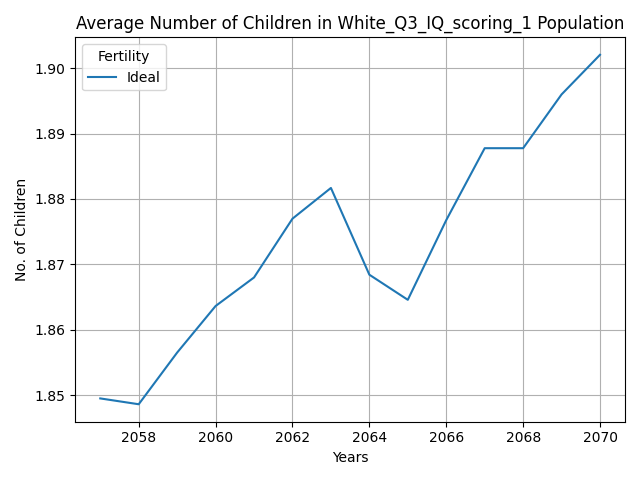 Average Number of Children in White_Q3_IQ_scoring_1 Population
Fertility
Ideal
1.90
1.89
1.88
1.87
1.86
1.85
No. of Children
2058 2060 2062 2064 2066 2068 2070
Years